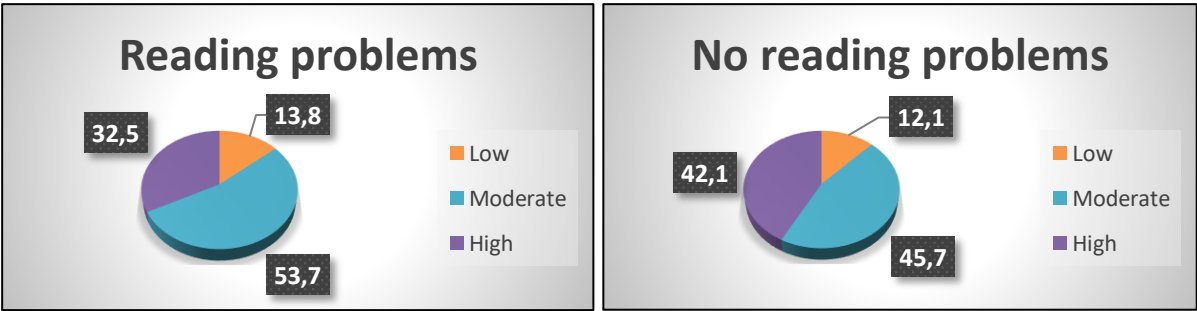 Reading problems
13,8
32,5
53,7
Low
Moderate
High
No reading problems
12,1
42,1
45,7
Low
Moderate
High